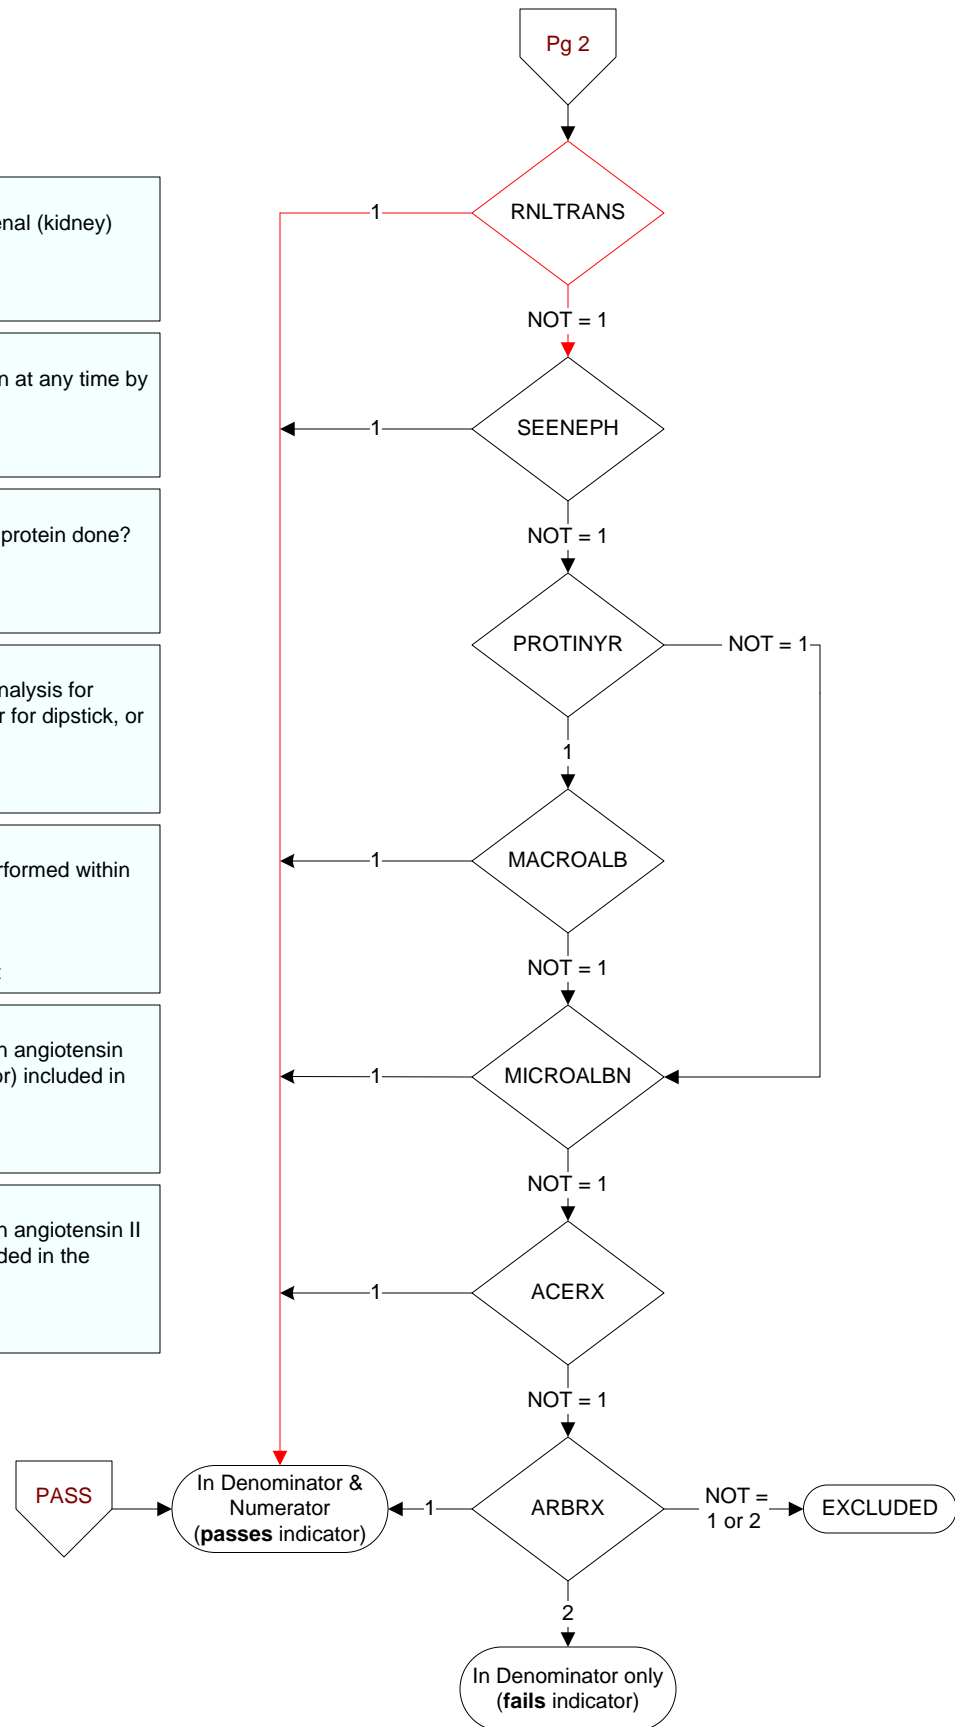 Pg 2
enal (kidney)
RNLTRANS
1
NOT = 1
n at any time by
SEENEPH
1
NOT = 1
protein done?
PROTINYR
NOT = 1
1
nalysis for
r for dipstick, or
MACROALB
1
NOT = 1
rformed within
MICROALBN
1
NOT = 1
n angiotensin
or) included in
ACERX
1
NOT = 1
n angiotensin II
ded in the
PASS
In Denominator &
Numerator
(passes indicator)
1
ARBRX
NOT =
1 or 2
EXCLUDED
2
In Denominator only
(fails indicator)